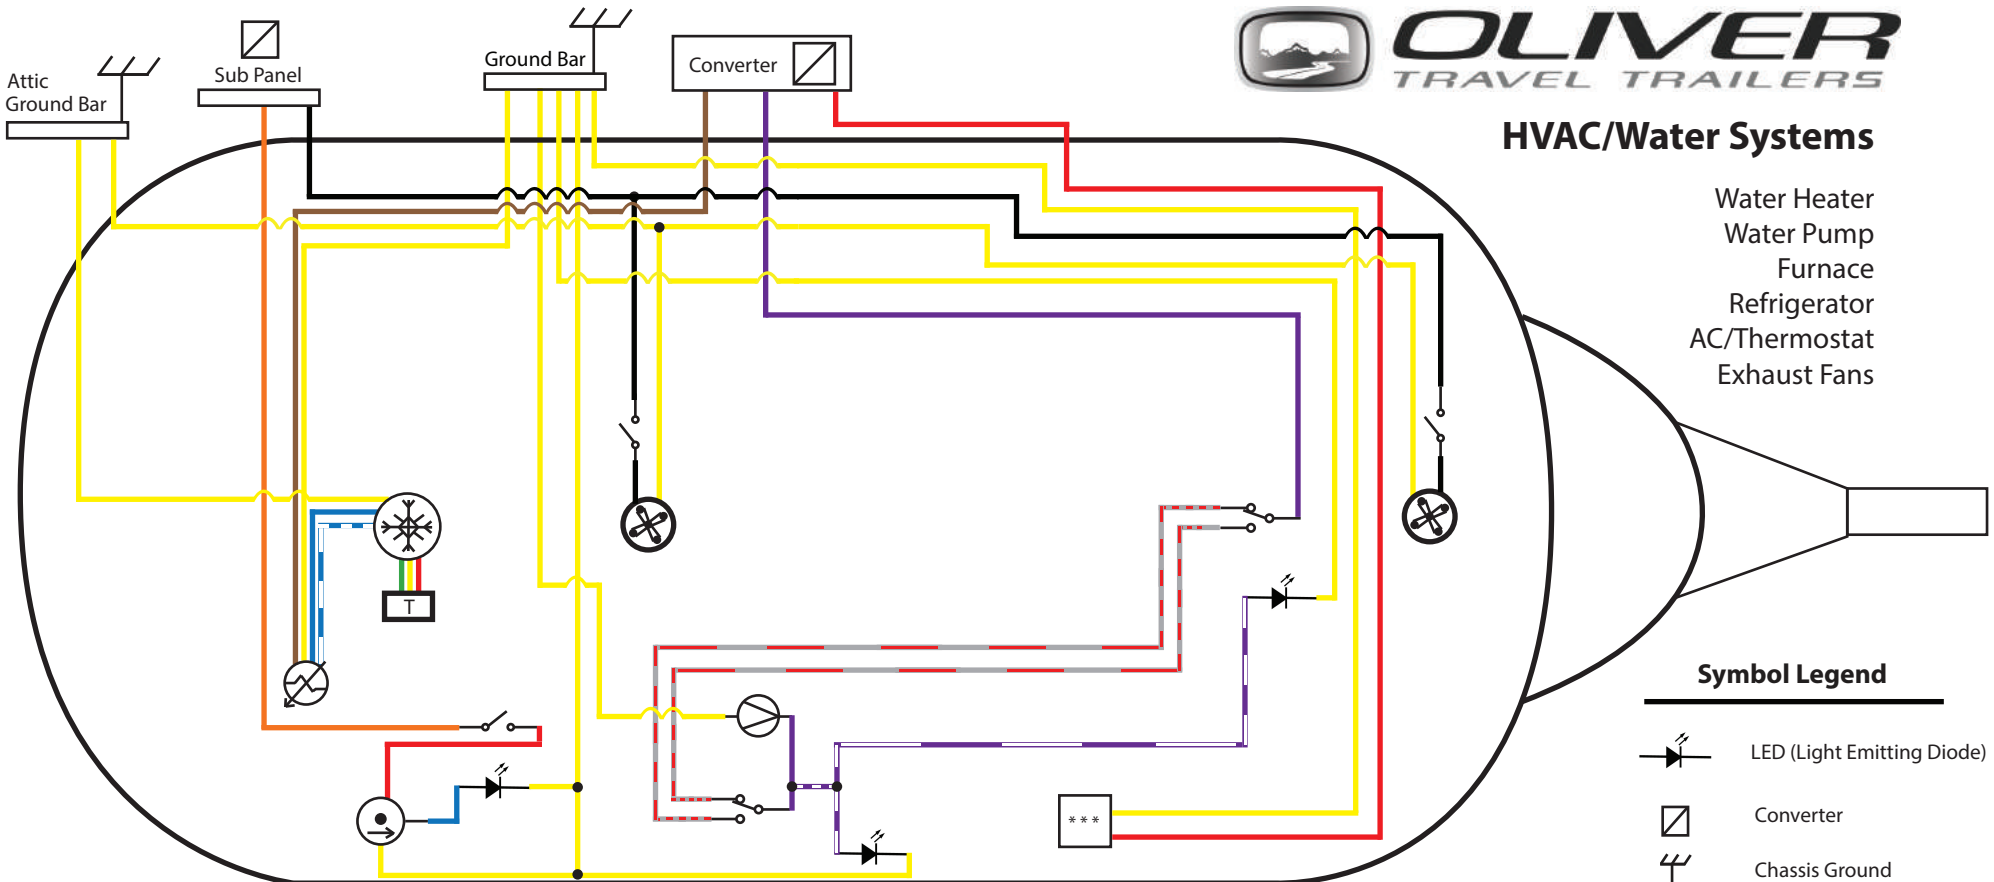 Attic
Ground Bar
Sub Panel
Ground Bar
Converter
OLIVER
TRAVEL TRAILERS
HVAC/Water Systems
Water Heater
Water Pump
Furnace
Refrigerator
AC/Thermostat
Exhaust Fans
T
***
Symbol Legend
LED (Light Emitting Diode)
Converter
Chassis Ground